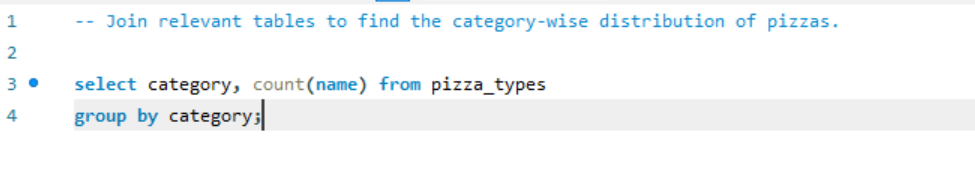 1 -- Join relevant tables to find the category-wise distribution of pizzas.
2
3 select category, count(name) from pizza_types
4 group by category;